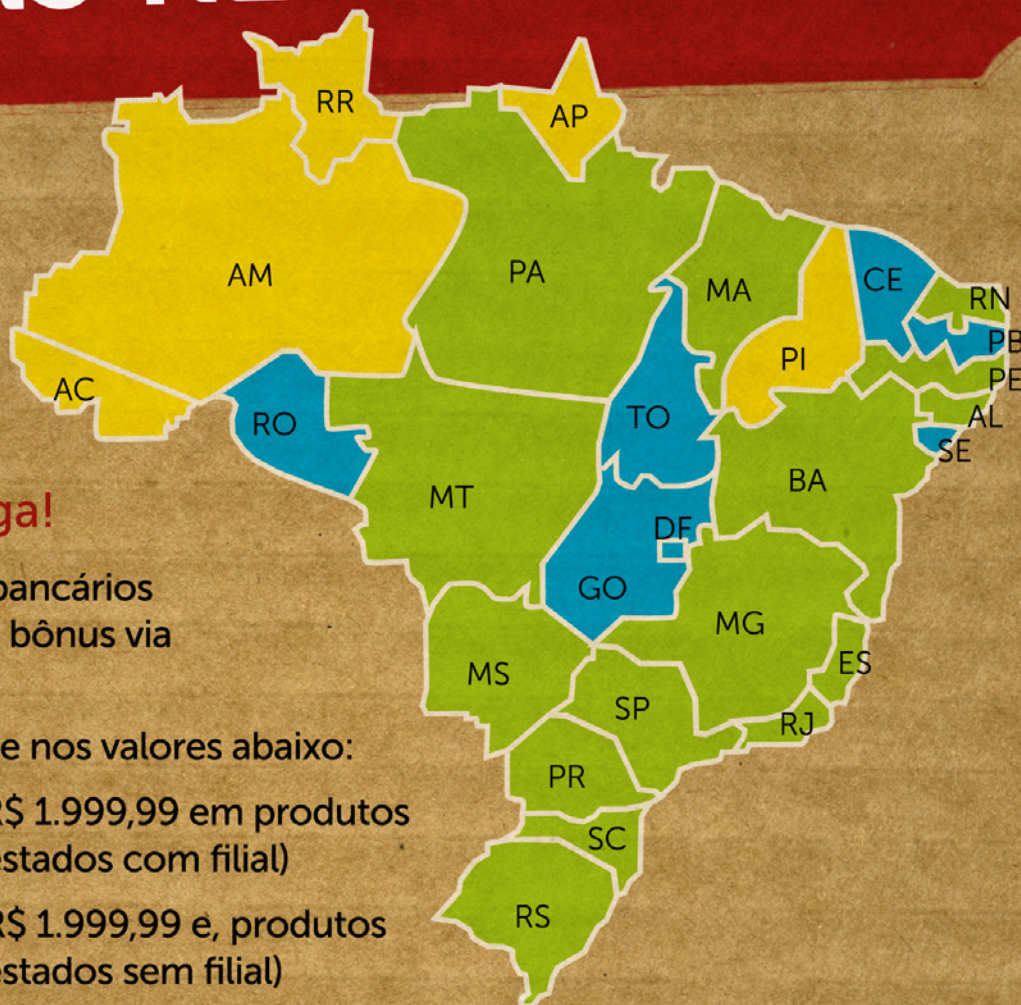 RR
AP
AM
PA
MA
CE
RN
PB
PI
PE
AC
AL
RO
TO
SE
BA
MT
DF
GO
MG
ES
MS
SP
RJ
PR
SC
RS
ga!
bancários
bônus via
e nos valores abaixo:
R$ 1.999,99 em produtos
estados com filial)
R$ 1.999,99 e, produtos
estados sem filial)